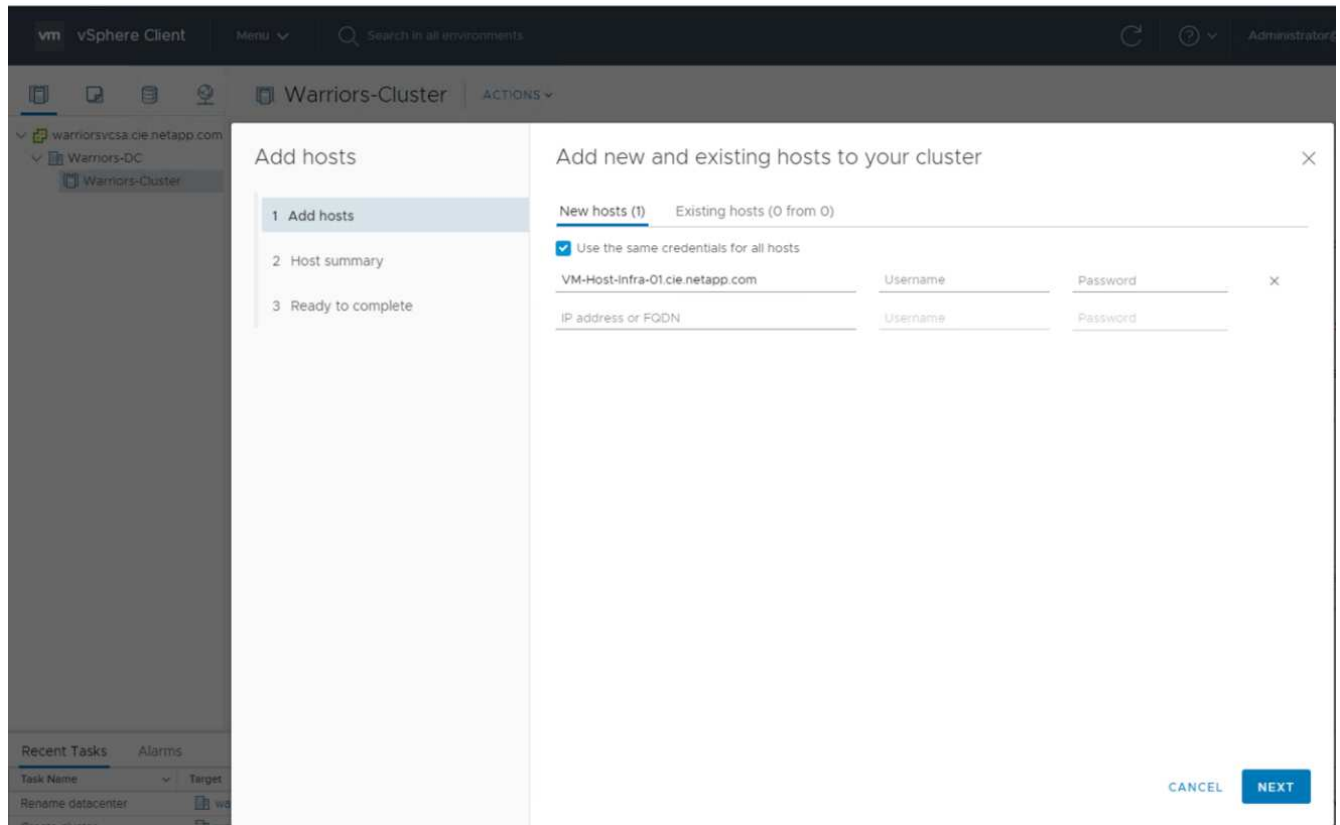 vm vSphere Client Menu Search in all environments Administrator@
Warriors-Cluster ACTIONS
warriorsvcsa.cie.netapp.com
Warriors-DC
Warriors-Cluster
Add hosts
1 Add hosts
2 Host summary
3 Ready to complete
Add new and existing hosts to your cluster
New hosts (1) Existing hosts (0 from 0)
Use the same credentials for all hosts
VM-Host-Infra-01.cie.netapp.com Username Password
IP address or FQDN Username Password
CANCEL NEXT
Recent Tasks Alarms
Task Name Target
Rename datacenter wa
Create cluster